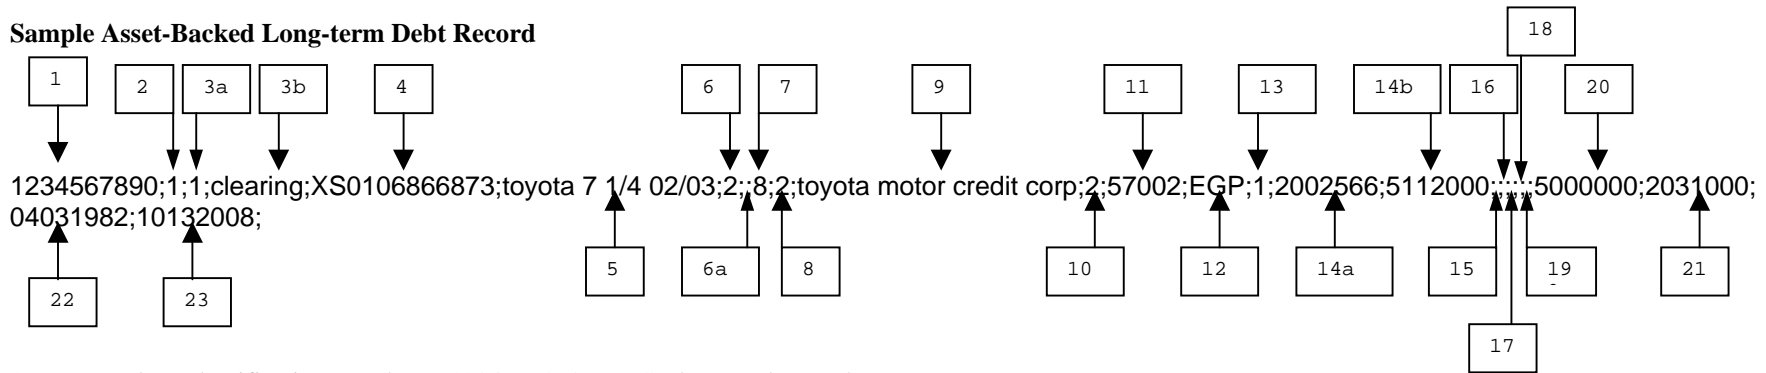 Sample Asset-Backed Long-term Debt Record
18
1 2 3a 3b 4 6 7 9 11 13 14b 16 20
1234567890;1;1;clearing;XS0106866873;toyota 7 1/4 02/03;2;;8;2;toyota motor credit corp;2;57002;EGP;1;2002566;5112000;;;;;;5000000;2031000;
04031982;10132008;
22 23 5 6a 8 10 12 14a 15 19 21
17